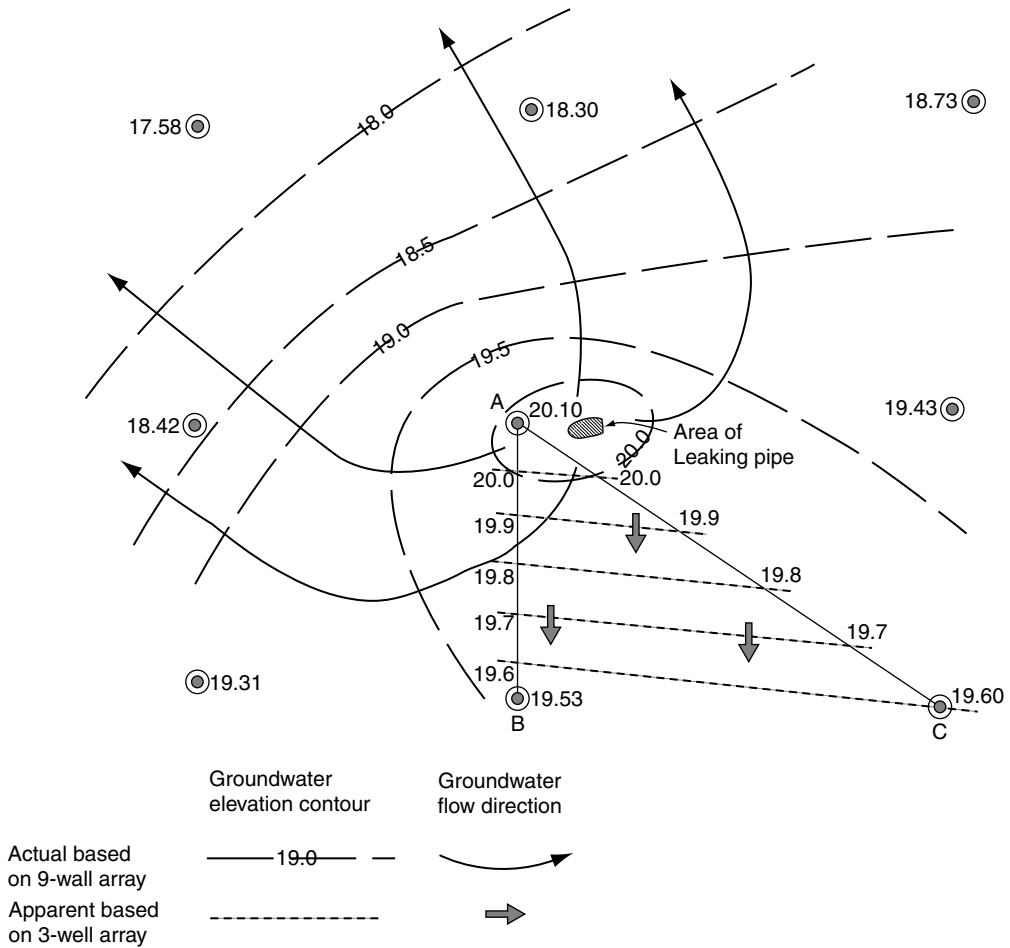 18.0
17.58
18.30
18.73
18.5
19.0
19.5
A
20.10
19.43
18.42
Area of
Leaking pipe
20.0
20.0
20.0
19.9
19.9
19.8
19.8
19.7
19.7
19.6
19.31
19.53
19.60
B
C
Groundwater
elevation contour
Groundwater
flow direction
Actual based
on 9-wall array
19.0
Apparent based
on 3-well array